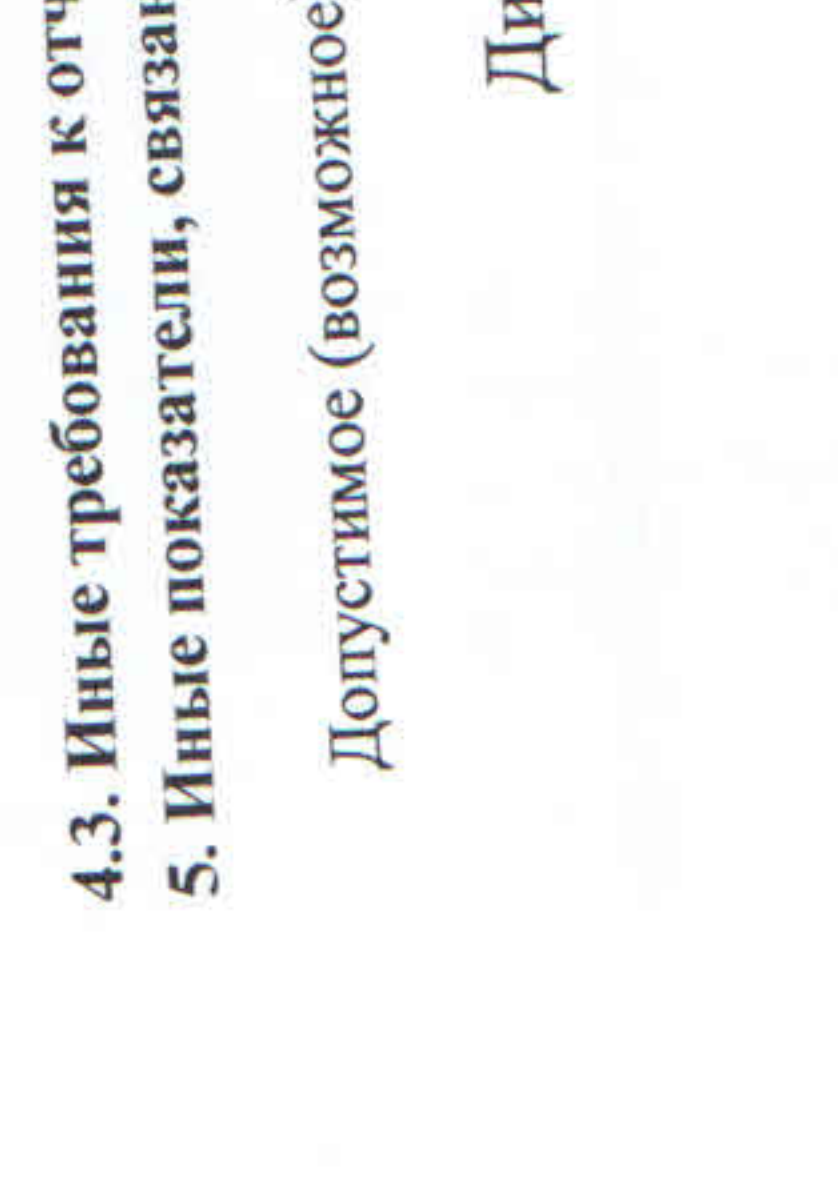 4.3. Иные требования к отч
5. Иные показатели, связан
Допустимое (возможное)
Ди